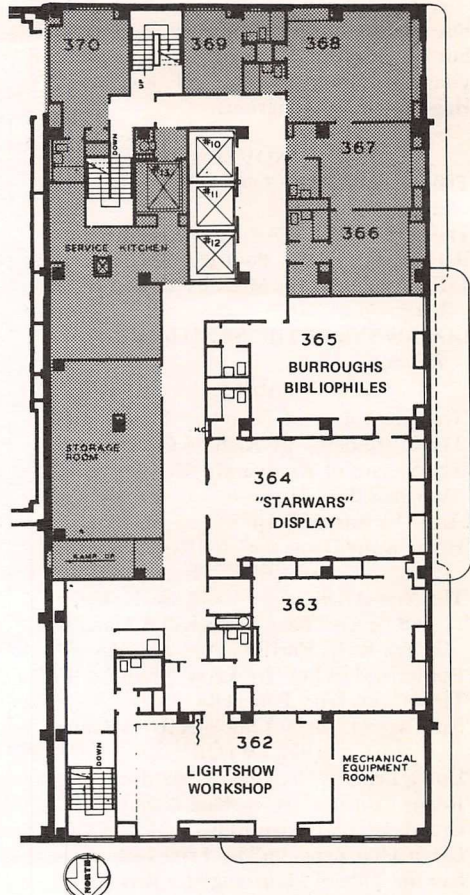 370
369
368
UP
DOWN
#10
367
#13
#11
#12
366
SERVICE KITCHEN
365
BURROUGHS
BIBLIOPHILES
H.C.
STORAGE
ROOM
364
"STARWARS"
DISPLAY
RAMP UP
363
362
LIGHTSHOW
WORKSHOP
MECHANICAL
EQUIPMENT
ROOM
DOWN
NORTH